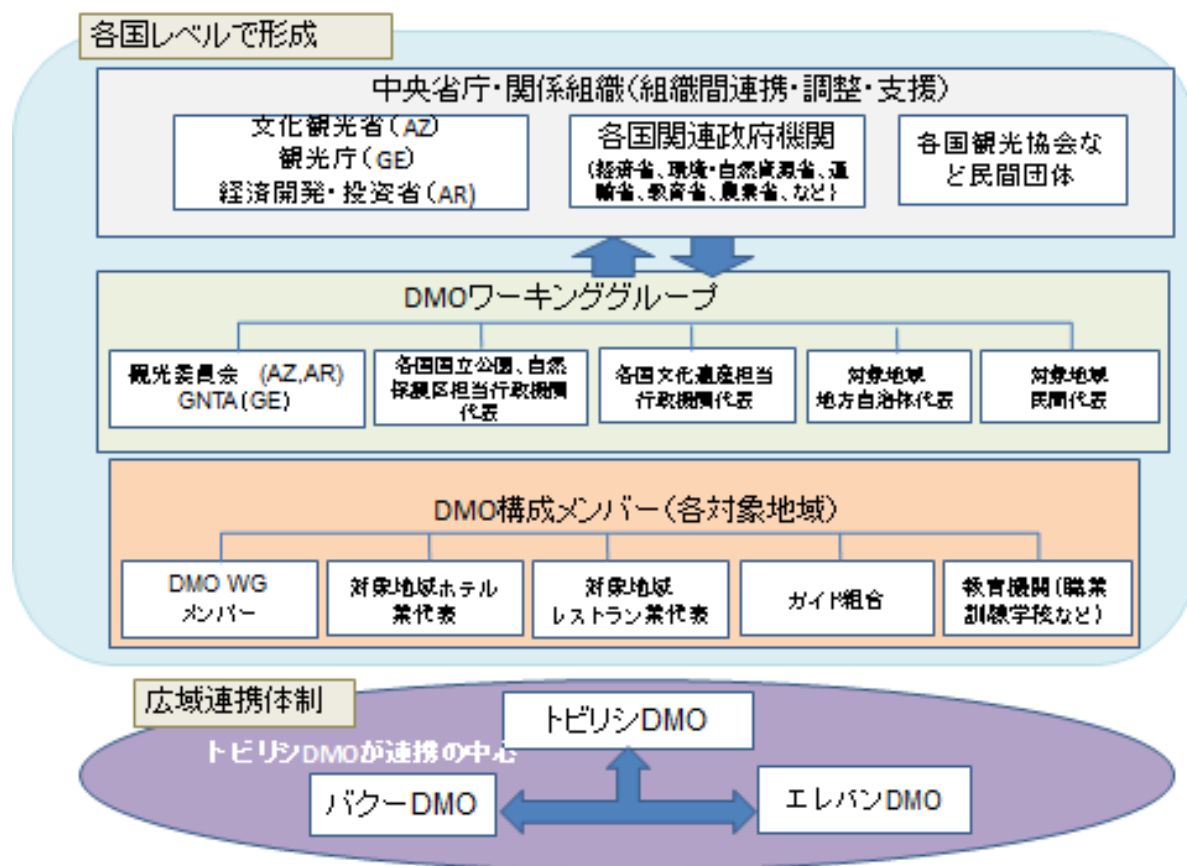 各国レベルで形成
中央省庁・関係組織(組織間連携・調整・支援)
文化観光省(AZ)
観光庁(GE)
経済開発・投資省(AR)
各国関連政府機関
(経済省、環境・自然資源省、運
輸省、教育省、農業省、など)
各国観光協会な
ど民間団体
DMOワーキンググループ
観光委員会 (AZ,AR)
GNTA(GE)
各国国立公園、自然
保護区担当行政機関
代表
各国文化遺産担当
行政機関代表
対象地域
地方自治体代表
対象地域
民間代表
DMO構成メンバー(各対象地域)
DMO WG
メンバー
対象地域ホテル
業代表
対象地域
レストラン業代表
ガイド組合
教育機関(職業
訓練学校など)
広域連携体制
トビリシDMO
トビリシDMOが連携の中心
バクーDMO
エレバンDMO